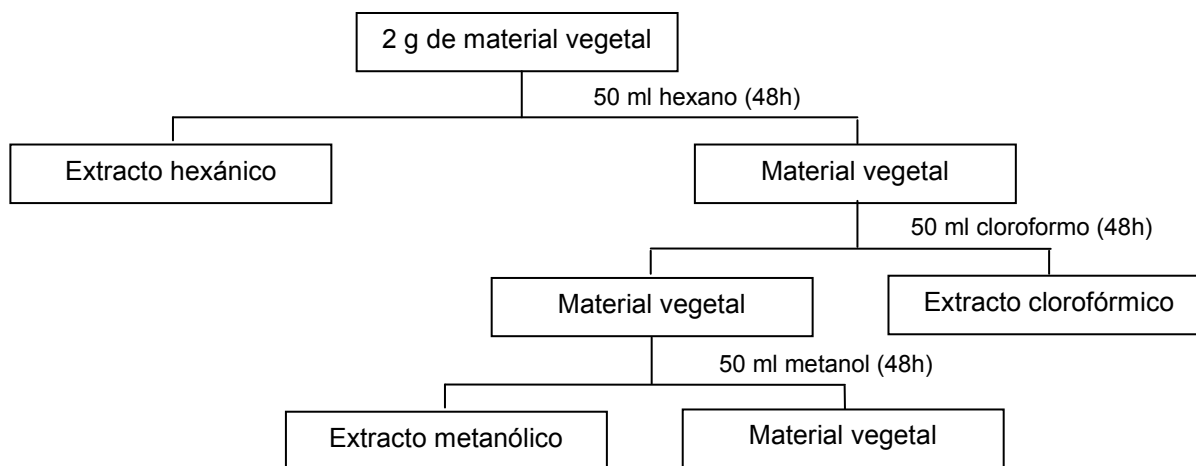 2 g de material vegetal
50 ml hexano (48h)
Extracto hexánico
Material vegetal
50 ml cloroformo (48h)
Material vegetal
Extracto clorofórmico
50 ml metanol (48h)
Extracto metanólico
Material vegetal